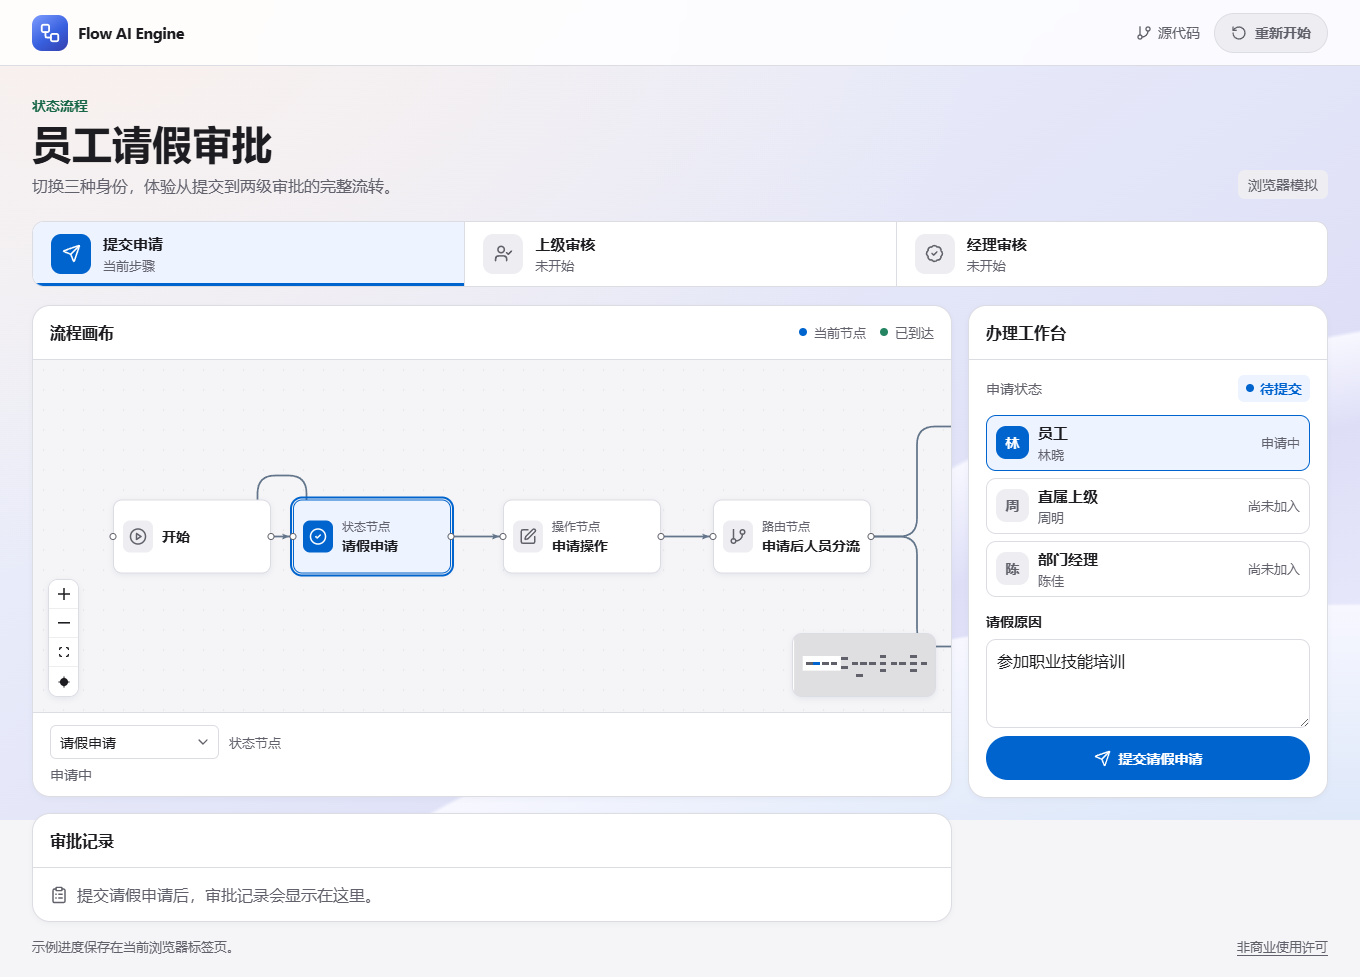 Flow AI Engine
源代码
重新开始
状态流程
员工请假审批
切换三种身份，体验从提交到两级审批的完整流转。
浏览器模拟
提交申请
当前步骤
上级审核
未开始
经理审核
未开始
流程画布
当前节点
已到达
开始
状态节点
请假申请
操作节点
申请操作
路由节点
申请后人员分流
请假申请
状态节点
申请中
办理工作台
申请状态
待提交
林
员工
林晓
申请中
周
直属上级
周明
尚未加入
陈
部门经理
陈佳
尚未加入
请假原因
参加职业技能培训
提交请假申请
审批记录
提交请假申请后，审批记录会显示在这里。
示例进度保存在当前浏览器标签页。
非商业使用许可